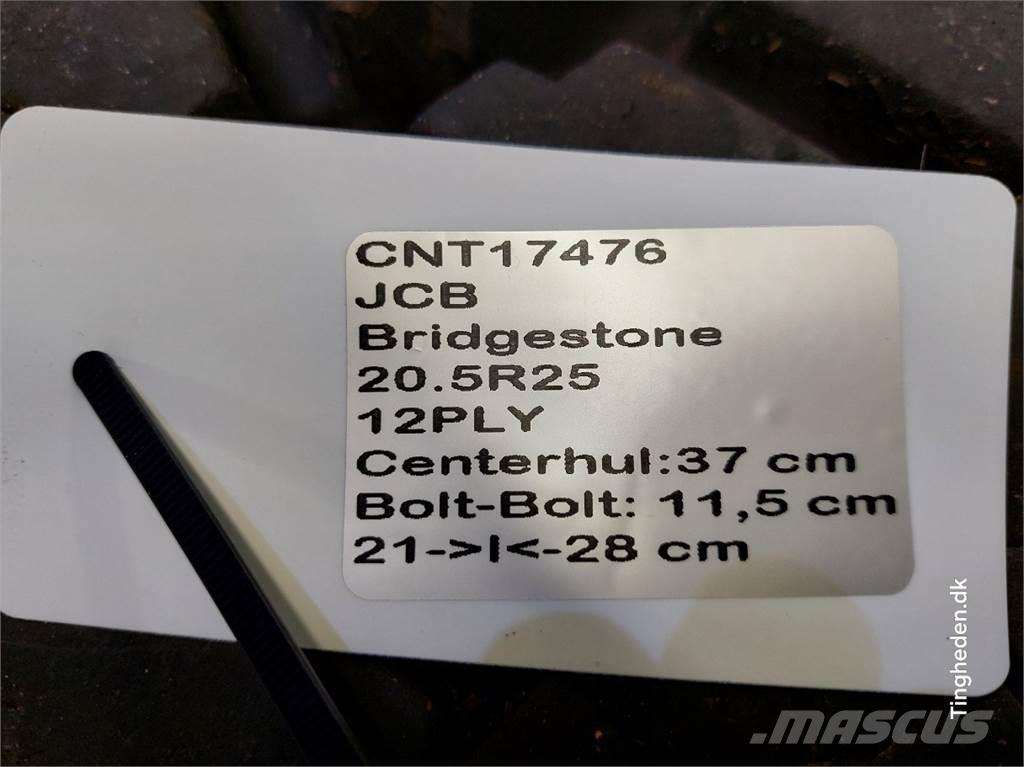 CNT17476
JCB
Bridgestone
20.5R25
12PLY
Centerhul:37 cm
Bolt-Bolt: 11,5 cm
21->I<-28 cm
Tingheden.dk
MASCUS